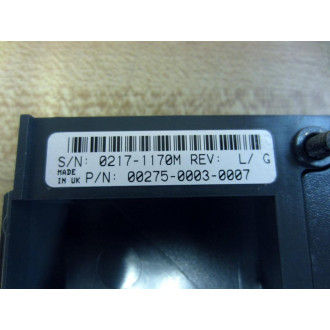 S/N: 0217-1170M REV: L/ G
MADE IN UK P/N: 00275-0003-0007